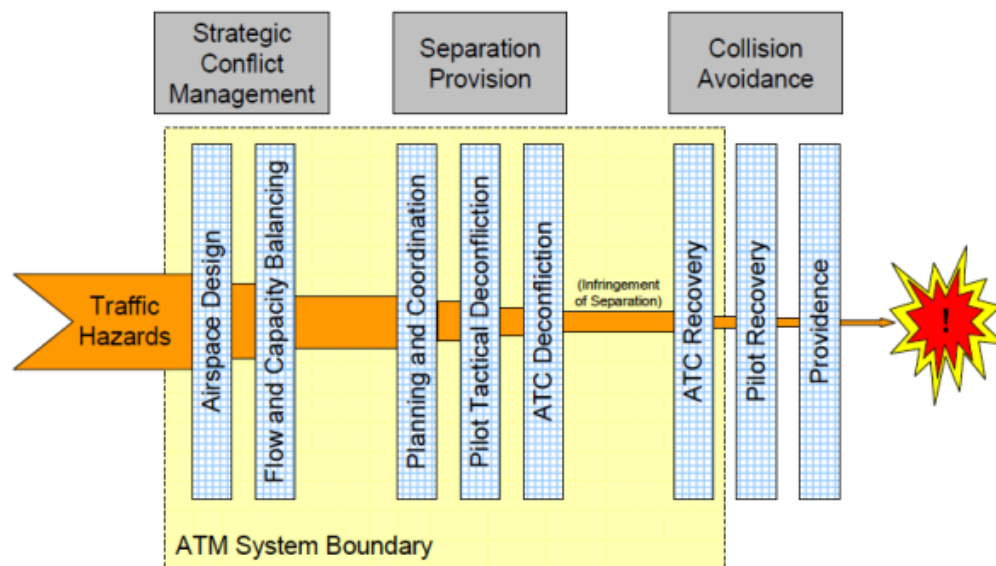 Strategic
Conflict
Management
Separation
Provision
Collision
Avoidance
Traffic
Hazards
Airspace Design
Flow and Capacity Balancing
Planning and Coordination
Pilot Tactical Deconfliction
ATC Deconfliction
(Infringement
of Separation)
ATC Recovery
Pilot Recovery
Providence
!
ATM System Boundary